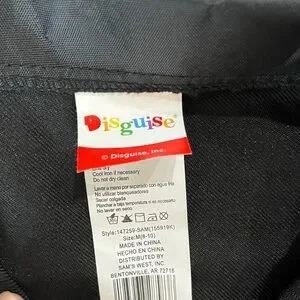 Disguise®
© Disguise, Inc.
Cool iron if necessary
Do not dry clean
Lavar a mano por separado con agua fria
No utilizar blanqueadores
Secar colgada
Planchar a baja temperatura si es necesario
No lavar en seco
Style: 147259-SAM(155919K)
Size:M(8-10)
MADE IN CHINA
HECHO EN CHINA
DISTRIBUTED BY
SAM'S WEST, INC
BENTONVILLE, AR 72716